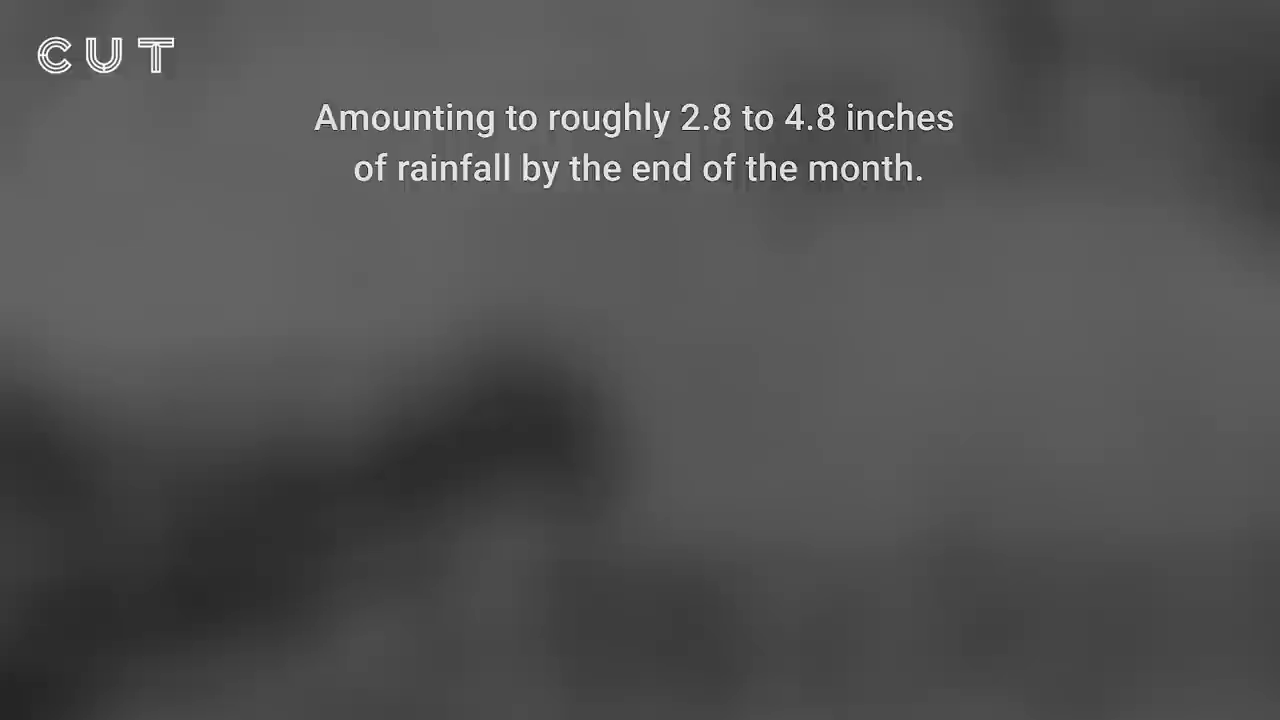 CUT
Amounting to roughly 2.8 to 4.8 inches
of rainfall by the end of the month.